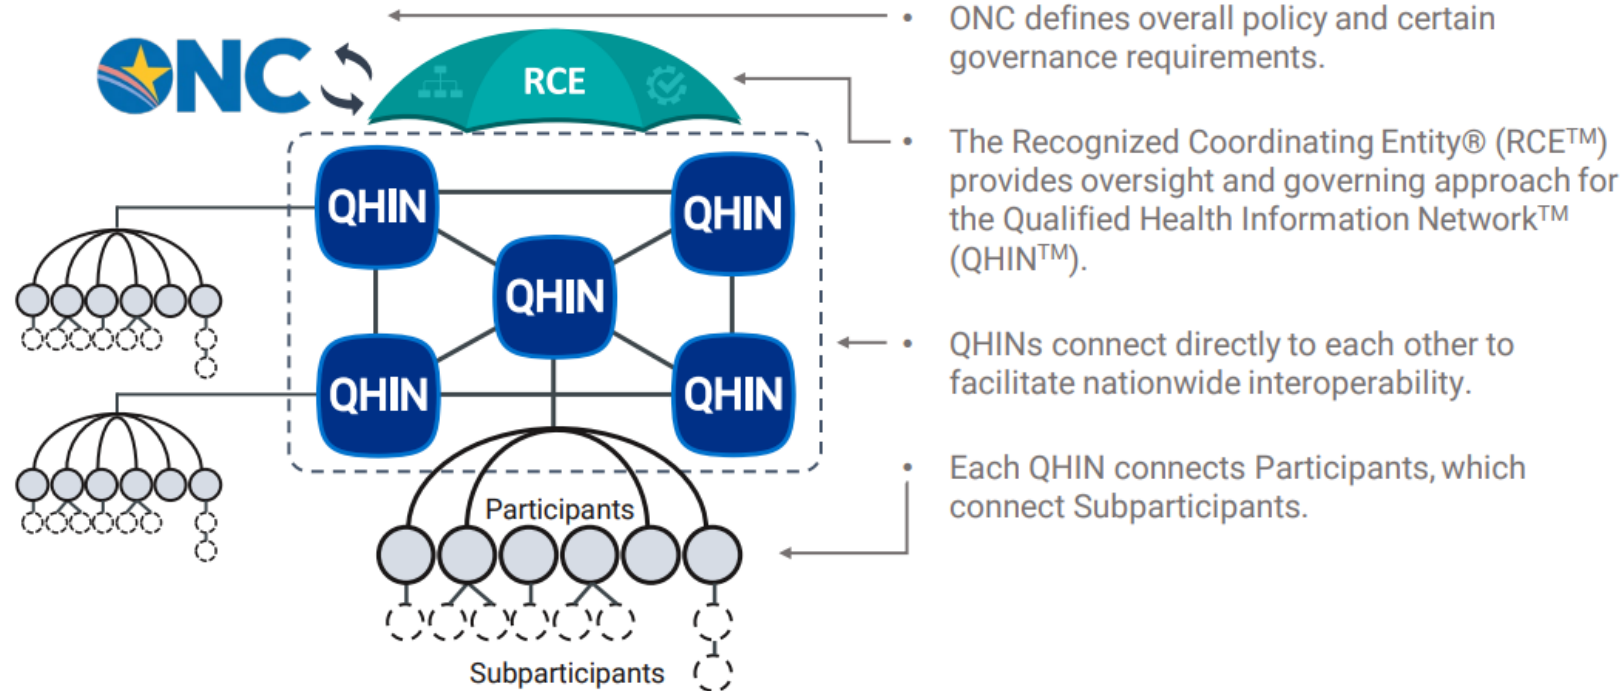 ONC
RCE
QHIN
QHIN
QHIN
QHIN
QHIN
Participants
Subparticipants
• ONC defines overall policy and certain
governance requirements.
• The Recognized Coordinating Entity® (RCE™)
provides oversight and governing approach for
the Qualified Health Information Network™
(QHIN™).
• QHINs connect directly to each other to
facilitate nationwide interoperability.
• Each QHIN connects Participants, which
connect Subparticipants.